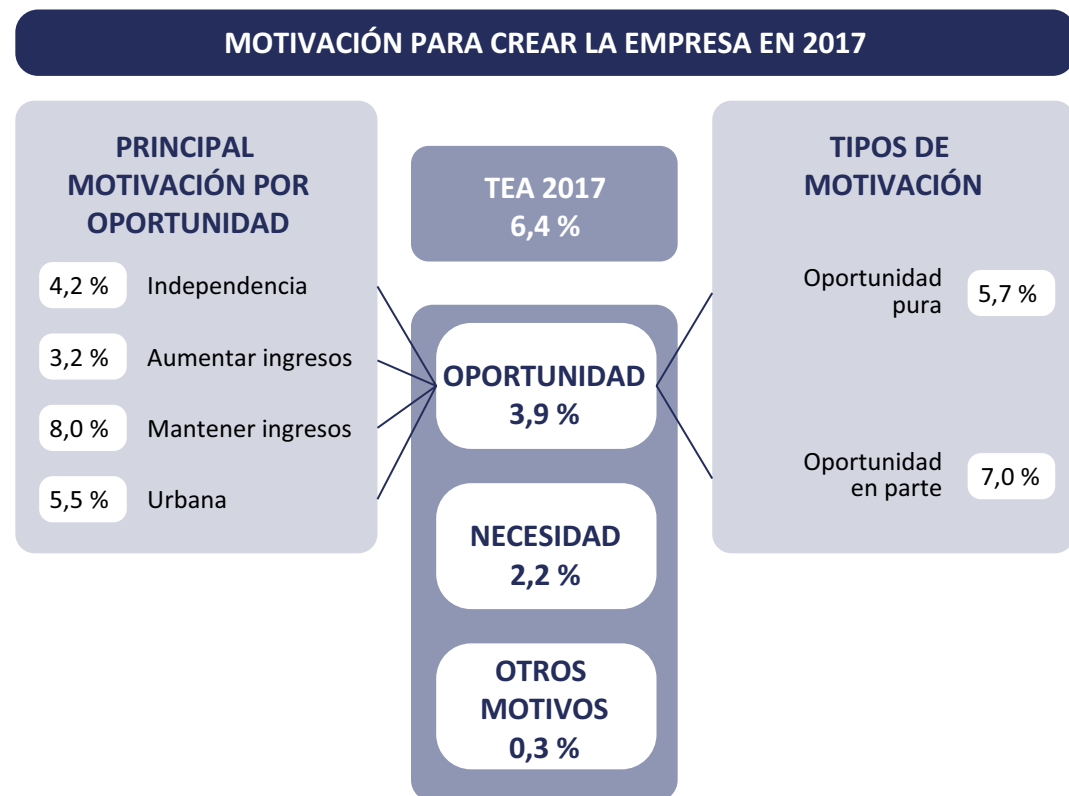 MOTIVACIÓN PARA CREAR LA EMPRESA EN 2017
PRINCIPAL
MOTIVACIÓN POR
OPORTUNIDAD
4,2 % Independencia
3,2 % Aumentar ingresos
8,0 % Mantener ingresos
5,5 % Urbana
TEA 2017
6,4 %
OPORTUNIDAD
3,9 %
NECESIDAD
2,2 %
OTROS
MOTIVOS
0,3 %
TIPOS DE
MOTIVACIÓN
Oportunidad
pura
5,7 %
Oportunidad
en parte
7,0 %